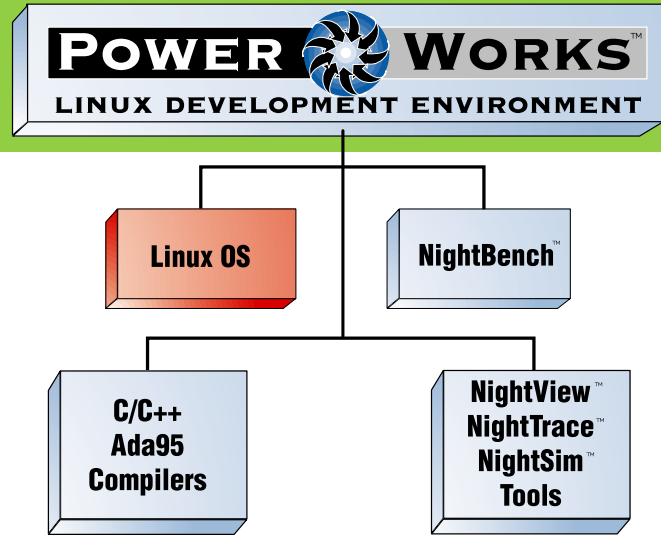 POWER WORKS™
LINUX DEVELOPMENT ENVIRONMENT
Linux OS
NightBench™
C/C++
Ada95
Compilers
NightView™
NightTrace™
NightSim™
Tools